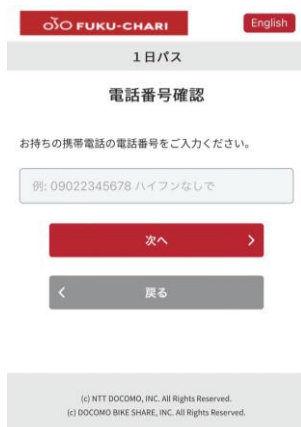 FUKU-CHARI
English
1日パス
電話番号確認
お持ちの携帯電話の電話番号をご入力ください。
例: 09022345678 ハイフンなしで
次へ
戻る
(c) NTT DOCOMO, INC. All Rights Reserved.
(c) DOCOMO BIKE SHARE, INC. All Rights Reserved.